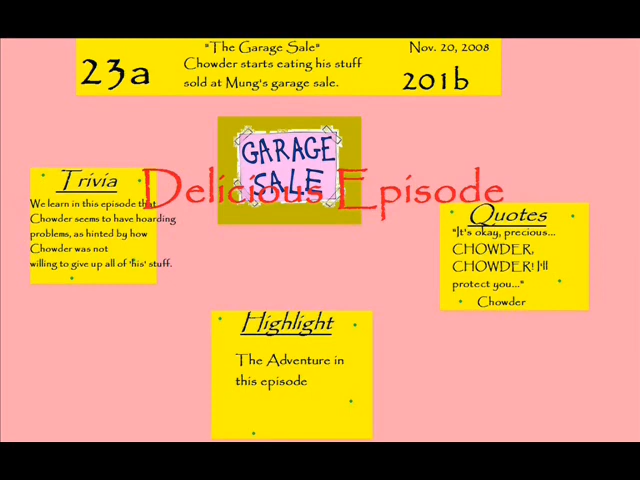 23a
"The Garage Sale"
Chowder starts eating his stuff
sold at Mung's garage sale.
Nov. 20, 2008
201b
GARAGE
SALE
Delicious Episode
Trivia
We learn in this episode that
Chowder seems to have hoarding
problems, as hinted by how
Chowder was not
willing to give up all of 'his' stuff.
Quotes
"It's okay, precious...
CHOWDER,
CHOWDER! I'll
protect you..."
Chowder
Highlight
The Adventure in
this episode